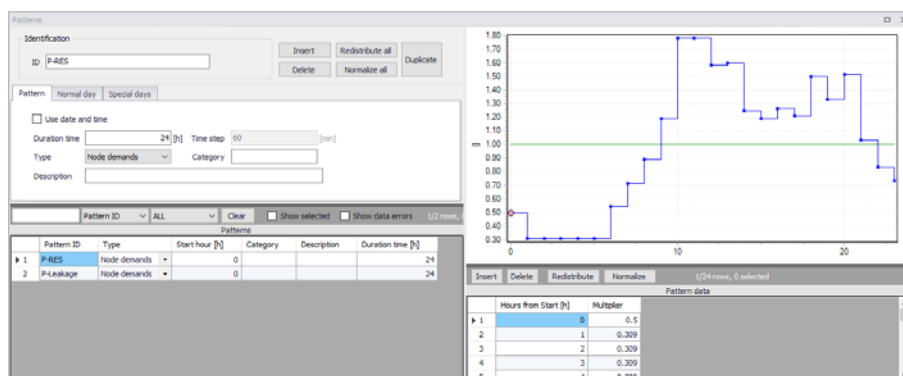 Patterns
Identification
ID P-RES
Insert Redistribute all Duplicate
Delete Normalize all
Pattern Normal day Special days
Use date and time
Duration time 24 [h] Time step 60 [min]
Type Node demands Category
Description
Pattern ID ALL Clear Show selected Show data errors 1/2 rows,
Patterns
Pattern ID Type Start hour [h] Category Description Duration time [h]
1 P-RES Node demands 0 24
2 P-Leakage Node demands 0 24
1.80
1.70
1.60
1.50
1.40
1.30
1.20
1.10
1.00
0.90
0.80
0.70
0.60
0.50
0.40
0.30
0 10 20
Insert Delete Redistribute Normalize 1/24 rows, 0 selected
Pattern data
Hours from Start [h] Multiplier
1 0 0.5
2 1 0.309
3 2 0.309
4 3 0.309